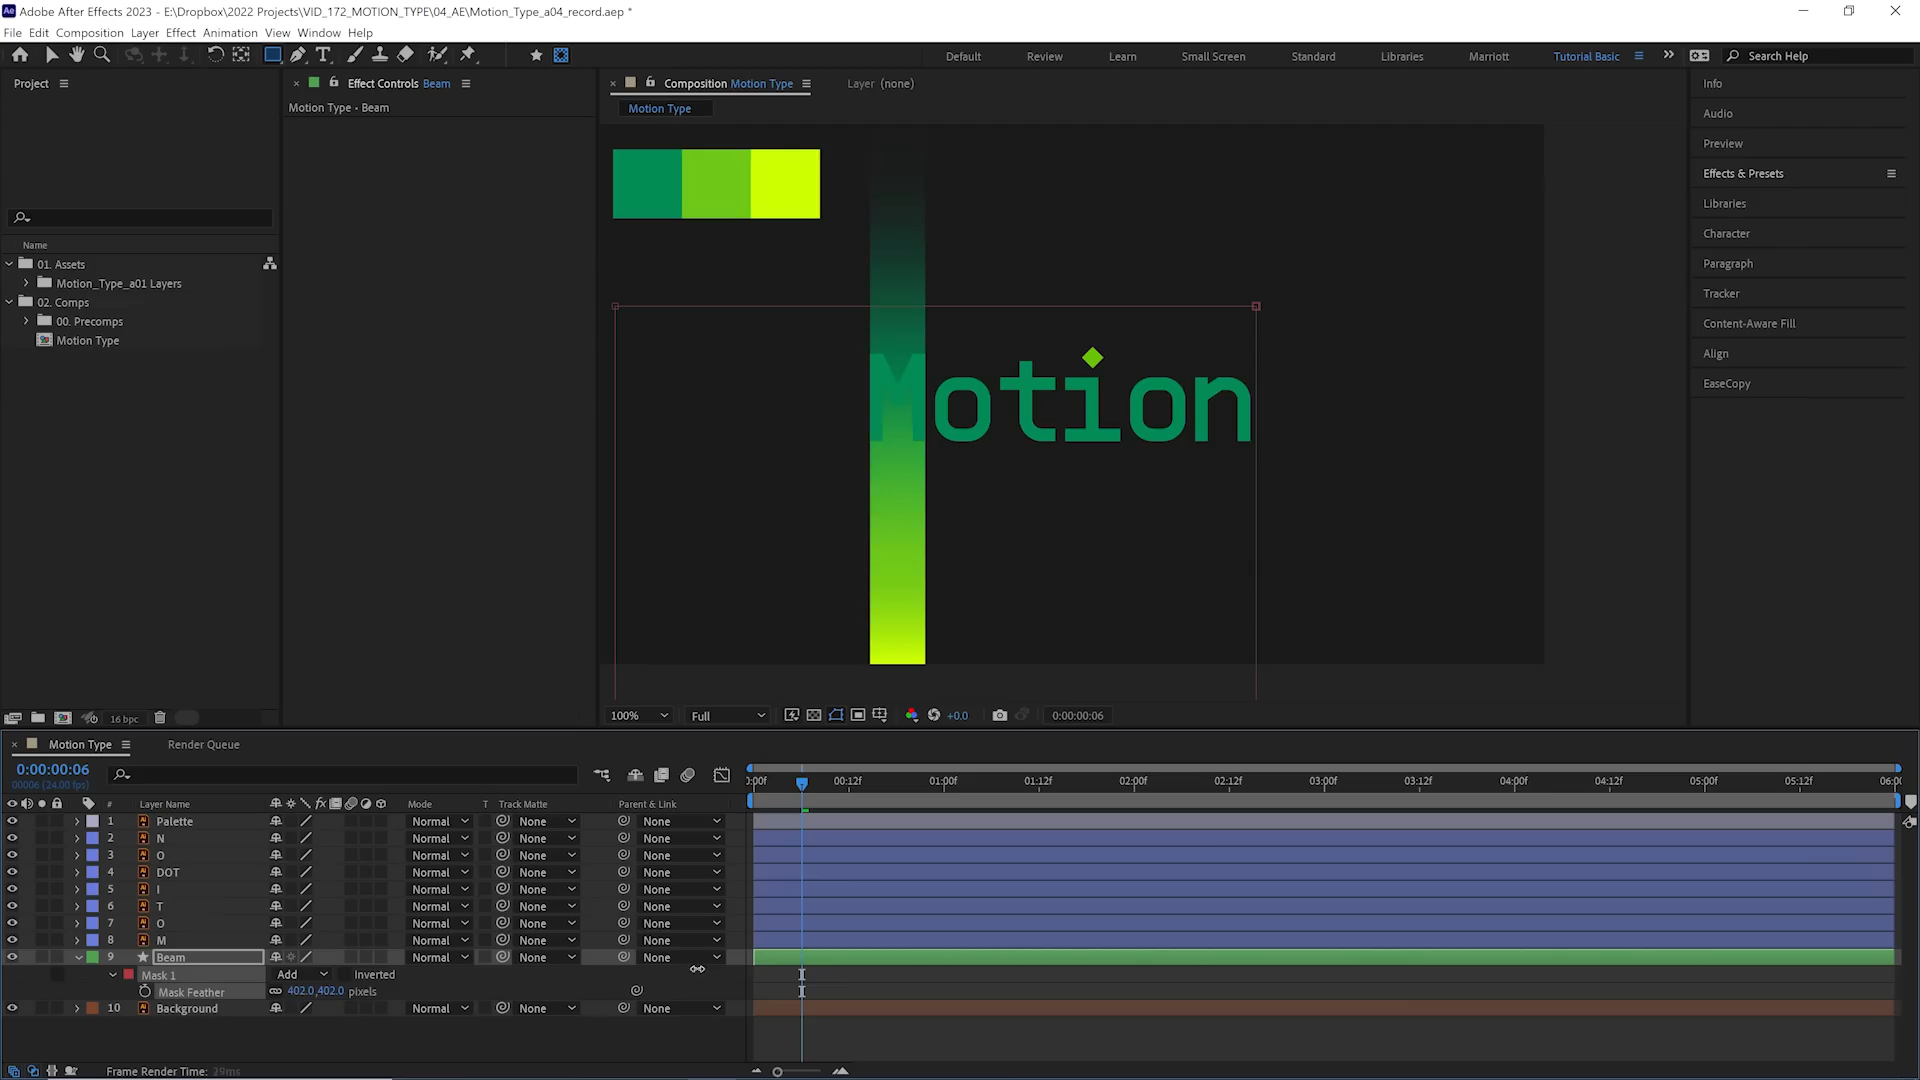 Adobe After Effects 2023 - E:\Dropbox\2022 Projects\VID_172_MOTION_TYPE\04_AE\Motion_Type_a04_record.aep *
File Edit Composition Layer Effect Animation View Window Help
Default Review Learn Small Screen Standard Libraries Marriott Tutorial Basic Search Help
Project
Effect Controls Beam
Composition Motion Type
Layer (none)
Motion Type • Beam
Motion Type
Info
Audio
Preview
Effects & Presets
Libraries
Character
Paragraph
Tracker
Content-Aware Fill
Align
EaseCopy
Name
01. Assets
Motion_Type_a01 Layers
02. Comps
00. Precomps
Motion Type
Motion
16 bpc
100% Full +0.0 0:00:00:06
Motion Type Render Queue
0:00:00:06
00006 (24.00 fps)
:00f 00:12f 01:00f 01:12f 02:00f 02:12f 03:00f 03:12f 04:00f 04:12f 05:00f 05:12f 06:0
# Layer Name Mode T Track Matte Parent & Link
1 Palette Normal None None
2 N Normal None None
3 O Normal None None
4 DOT Normal None None
5 I Normal None None
6 T Normal None None
7 O Normal None None
8 M Normal None None
9 Beam Normal None None
Mask 1 Add Inverted
Mask Feather 402.0,402.0 pixels
10 Background Normal None None
Frame Render Time: 29ms